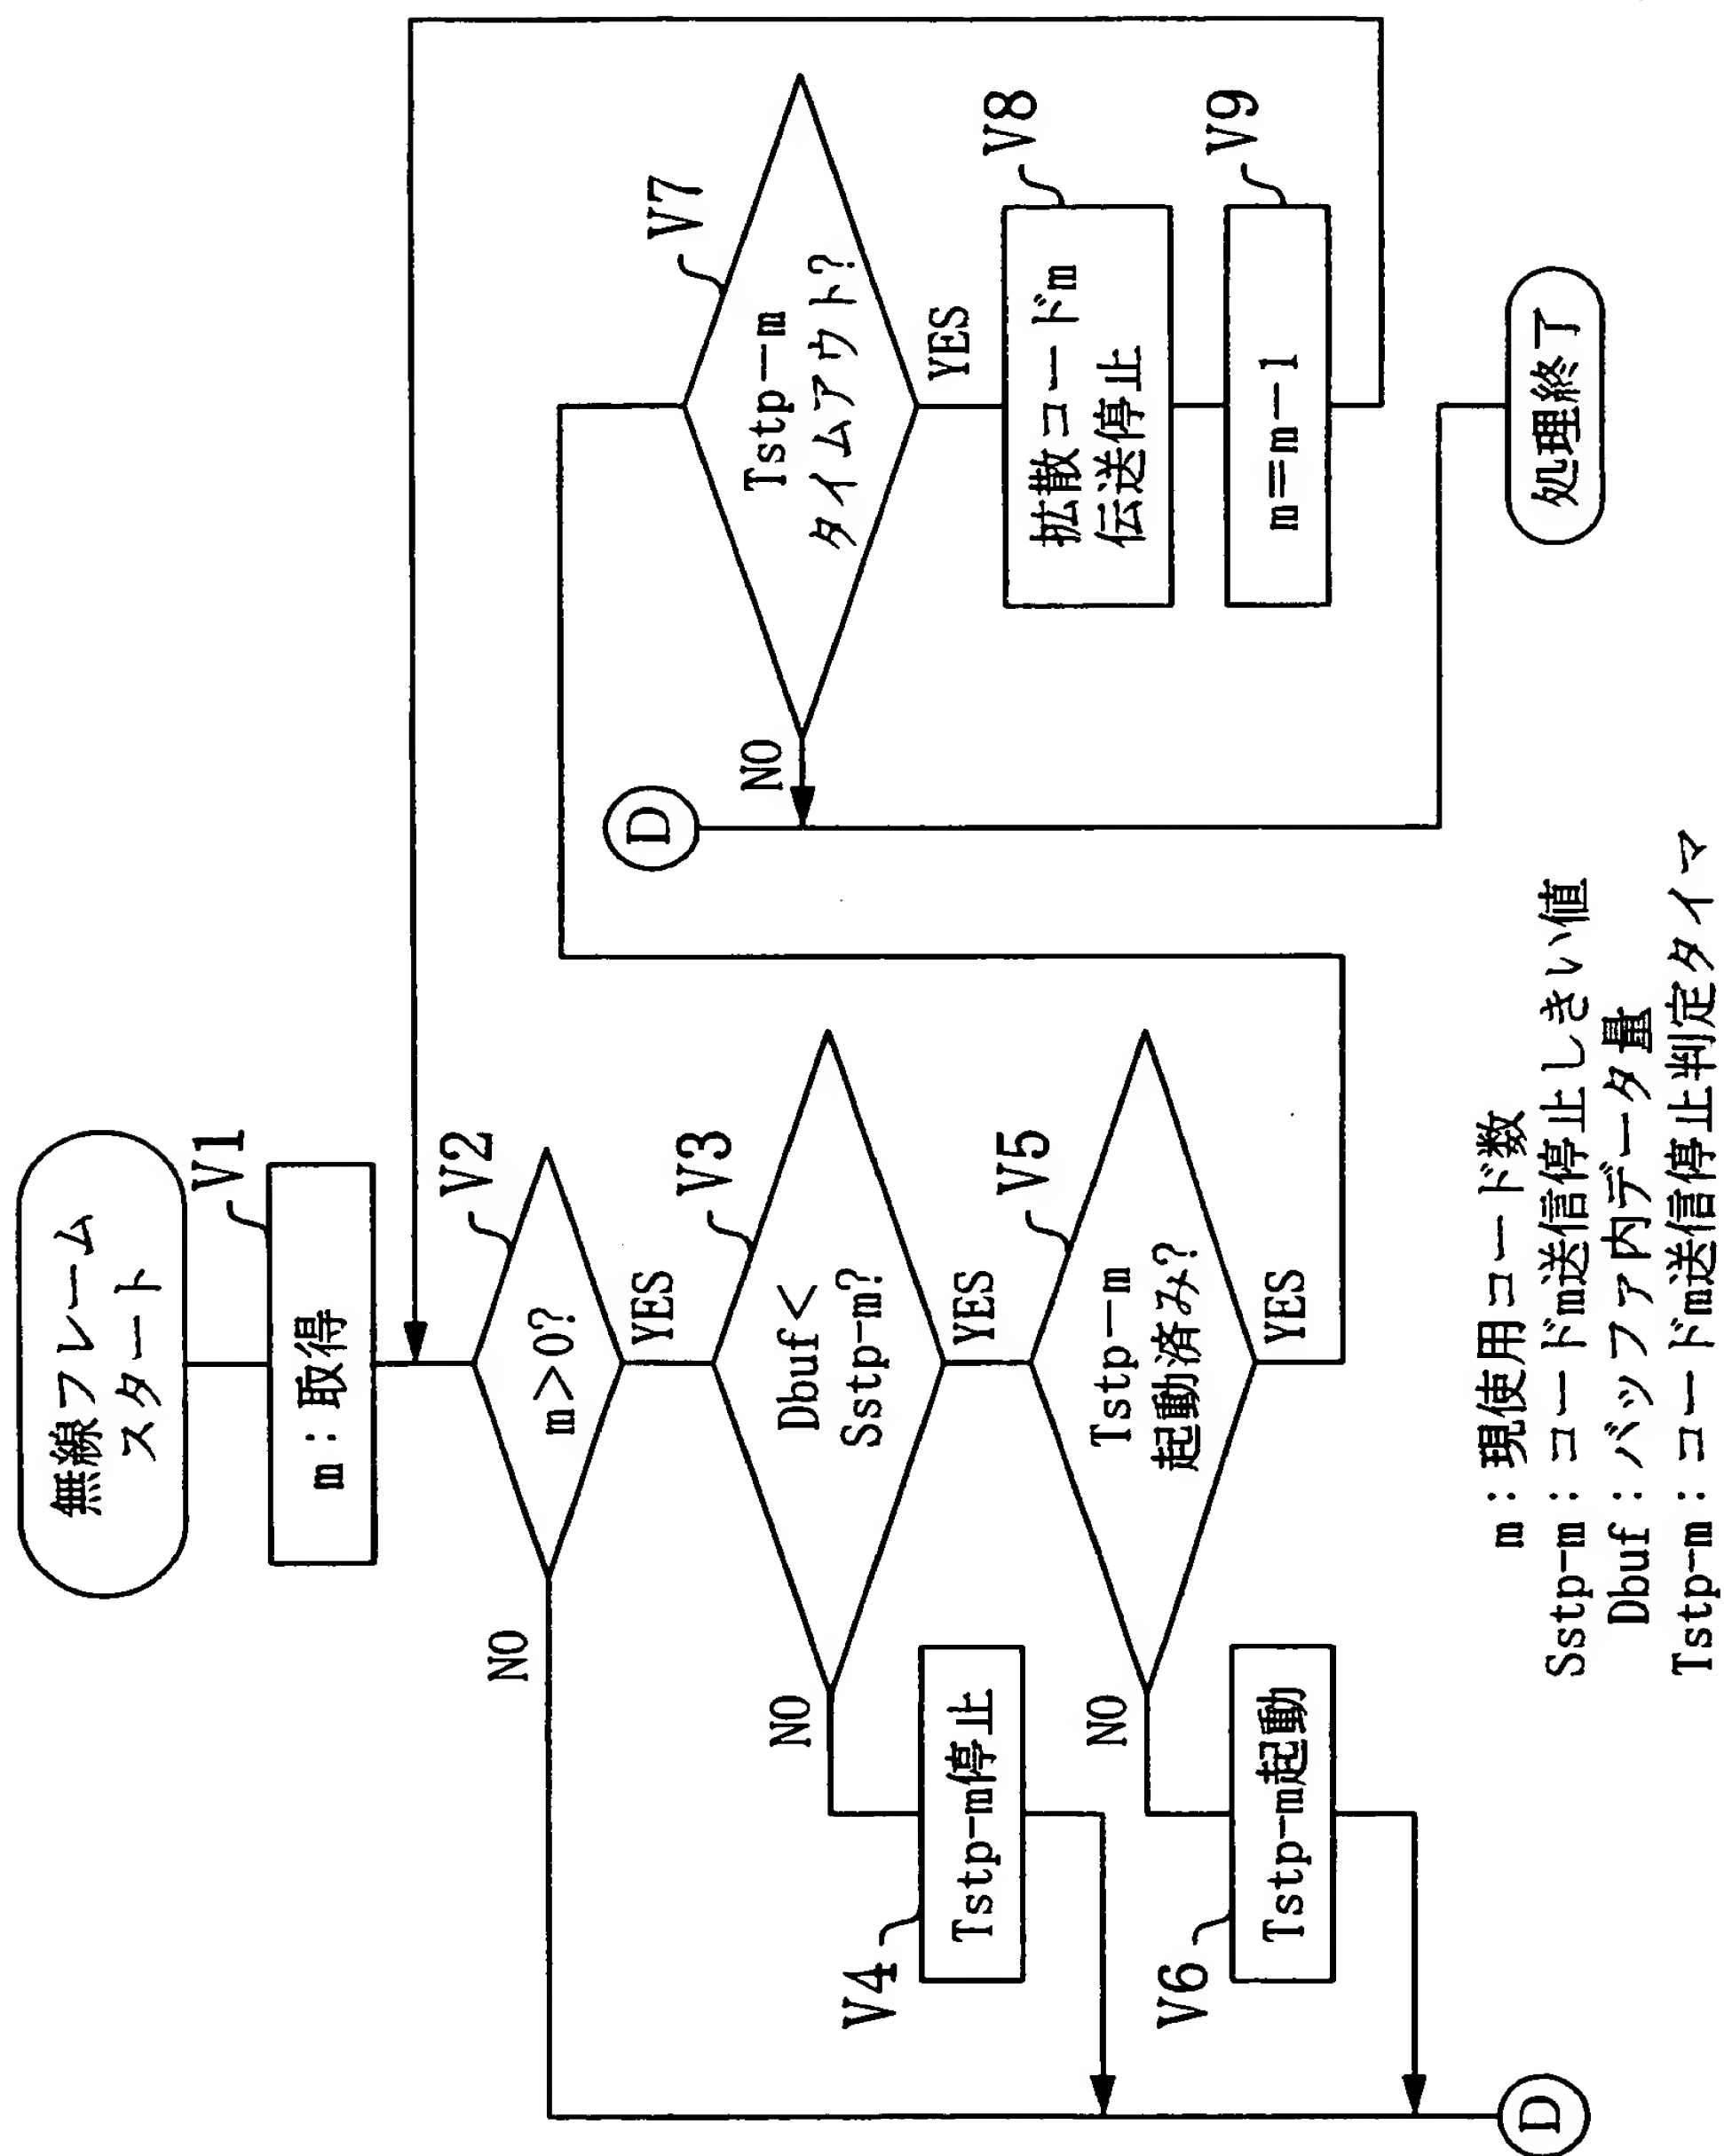 無線フレーム
スタート
V1
m：取得
V2
m＞0?
NO
YES
V3
Dbuf＜
Sstp-m?
NO
YES
V4
Tstp-m停止
V5
Tstp－m
起動済み?
NO
YES
V6
Tstp-m起動
D
D
V7
Tstp－m
タイムアウト?
NO
YES
V8
拡散コードm
伝送停止
V9
m＝m－1
処理終了
m：現使用コード数
Sstp-m：コードm送信停止しきい値
Dbuf：バッファ内データ量
Tstp-m：コードm送信停止判定タイマ